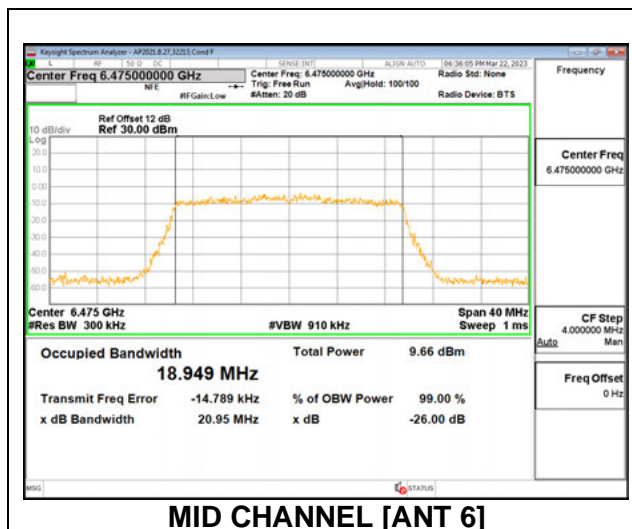 Keysight Spectrum Analyzer - AP2021.8.27,32213,Cond F
L RF 50 Ω DC SENSE:INT ALIGN AUTO 06:36:05 PM Mar 22, 2023
Center Freq 6.475000000 GHz Center Freq: 6.475000000 GHz Radio Std: None Frequency
NFE Trig: Free Run Avg|Hold: 100/100
#IFGain:Low #Atten: 20 dB Radio Device: BTS
Ref Offset 12 dB
10 dB/div Ref 30.00 dBm
Log
20.0
10.0
0.00
-10.0
-20.0
-30.0
-40.0
-50.0
-60.0
Center Freq
6.475000000 GHz
Center 6.475 GHz Span 40 MHz
#Res BW 300 kHz #VBW 910 kHz Sweep 1 ms
CF Step
4.000000 MHz
Auto Man
Occupied Bandwidth Total Power 9.66 dBm
18.949 MHz
Freq Offset
0 Hz
Transmit Freq Error -14.789 kHz % of OBW Power 99.00 %
x dB Bandwidth 20.95 MHz x dB -26.00 dB
MSG STATUS
MID CHANNEL [ANT 6]